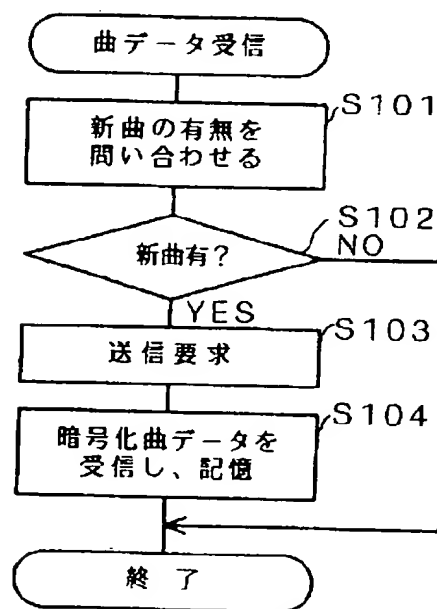 曲データ受信
S101
新曲の有無を
問い合わせる
S102
新曲有?
NO
YES
S103
送信要求
S104
暗号化曲データを
受信し、記憶
終了